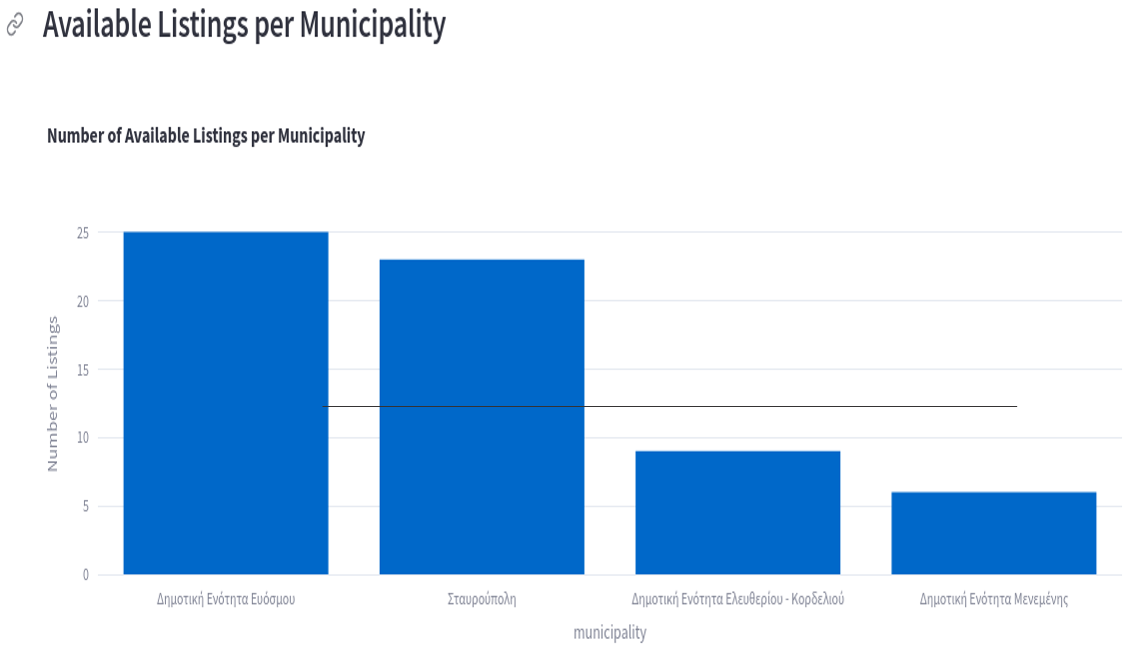 Available Listings per Municipality
Number of Available Listings per Municipality
25
20
15
10
5
0
Number of Listings
Δημοτική Ενότητα Ευόσμου
Σταυρούπολη
Δημοτική Ενότητα Ελευθερίου - Κορδελιού
Δημοτική Ενότητα Μενεμένης
municipality